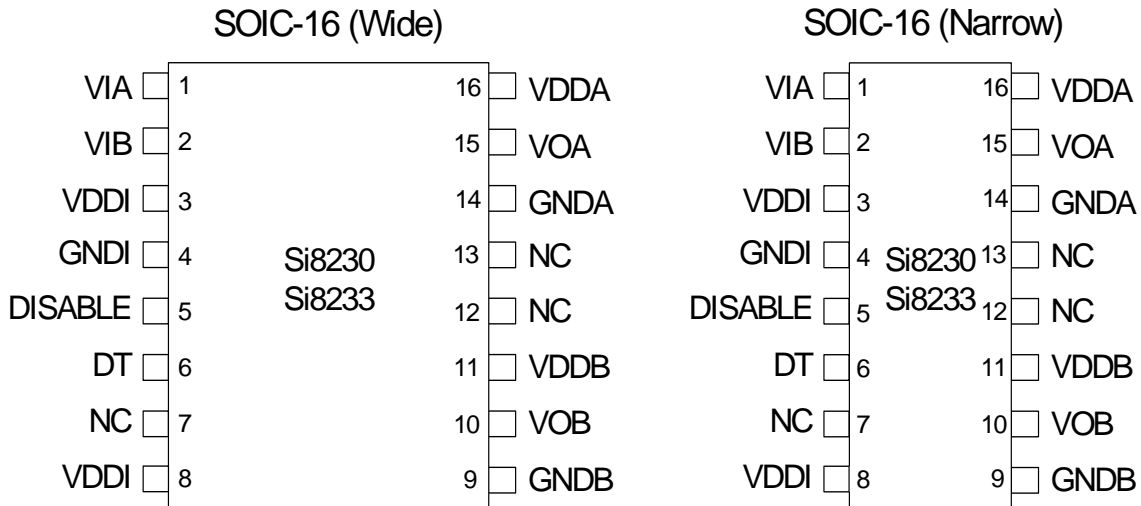 SOIC-16 (Wide)
VIA 1 16 VDDA
VIB 2 15 VOA
VDDI 3 14 GNDA
GNDI 4 13 NC
Si8230
Si8233
DISABLE 5 12 NC
DT 6 11 VDDB
NC 7 10 VOB
VDDI 8 9 GNDB
SOIC-16 (Narrow)
VIA 1 16 VDDA
VIB 2 15 VOA
VDDI 3 14 GNDA
GNDI 4 Si8230 13 NC
DISABLE 5 Si8233 12 NC
DT 6 11 VDDB
NC 7 10 VOB
VDDI 8 9 GNDB